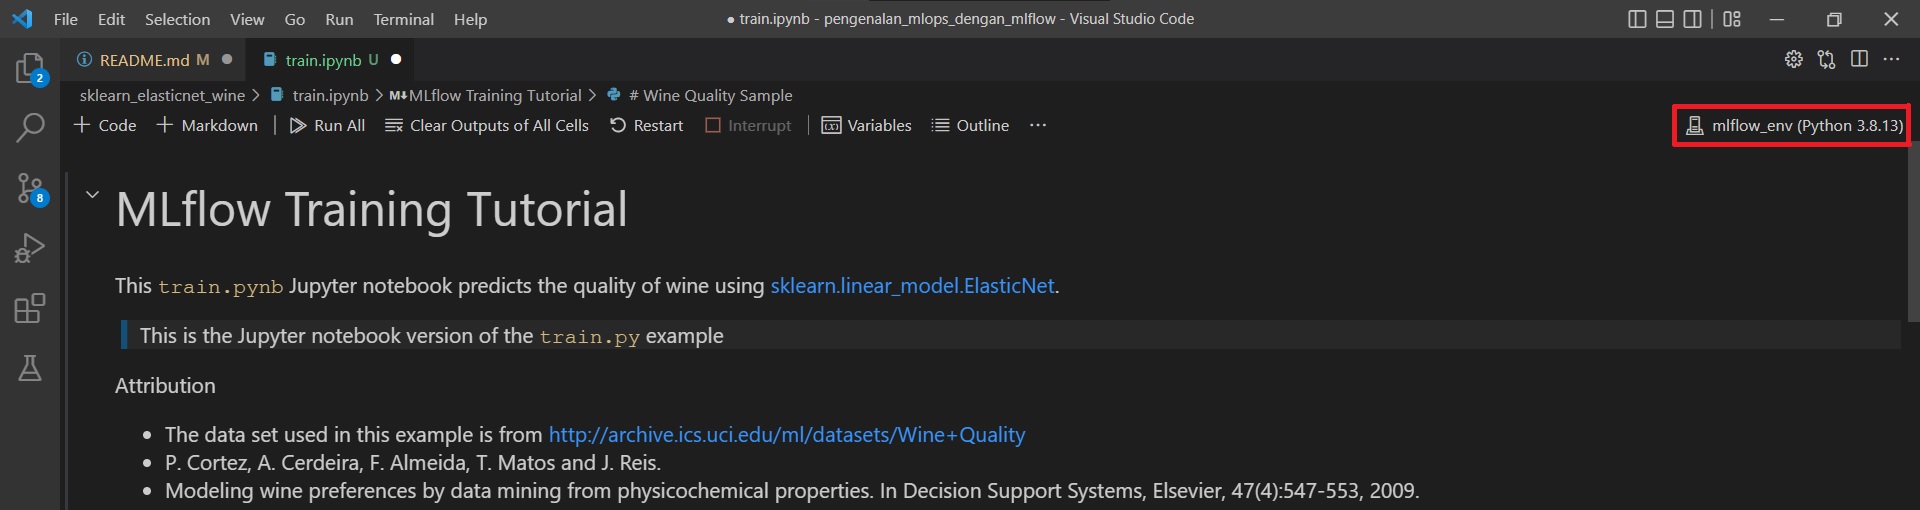 File Edit Selection View Go Run Terminal Help
● train.ipynb - pengenalan_mlops_dengan_mlflow - Visual Studio Code
README.md M
train.ipynb U
2
sklearn_elasticnet_wine > train.ipynb > M↓MLflow Training Tutorial > # Wine Quality Sample
+ Code + Markdown | Run All Clear Outputs of All Cells Restart Interrupt | (x) Variables Outline ...
mlflow_env (Python 3.8.13)
8
MLflow Training Tutorial
This train.pynb Jupyter notebook predicts the quality of wine using sklearn.linear_model.ElasticNet.
This is the Jupyter notebook version of the train.py example
Attribution
• The data set used in this example is from http://archive.ics.uci.edu/ml/datasets/Wine+Quality
• P. Cortez, A. Cerdeira, F. Almeida, T. Matos and J. Reis.
• Modeling wine preferences by data mining from physicochemical properties. In Decision Support Systems, Elsevier, 47(4):547-553, 2009.